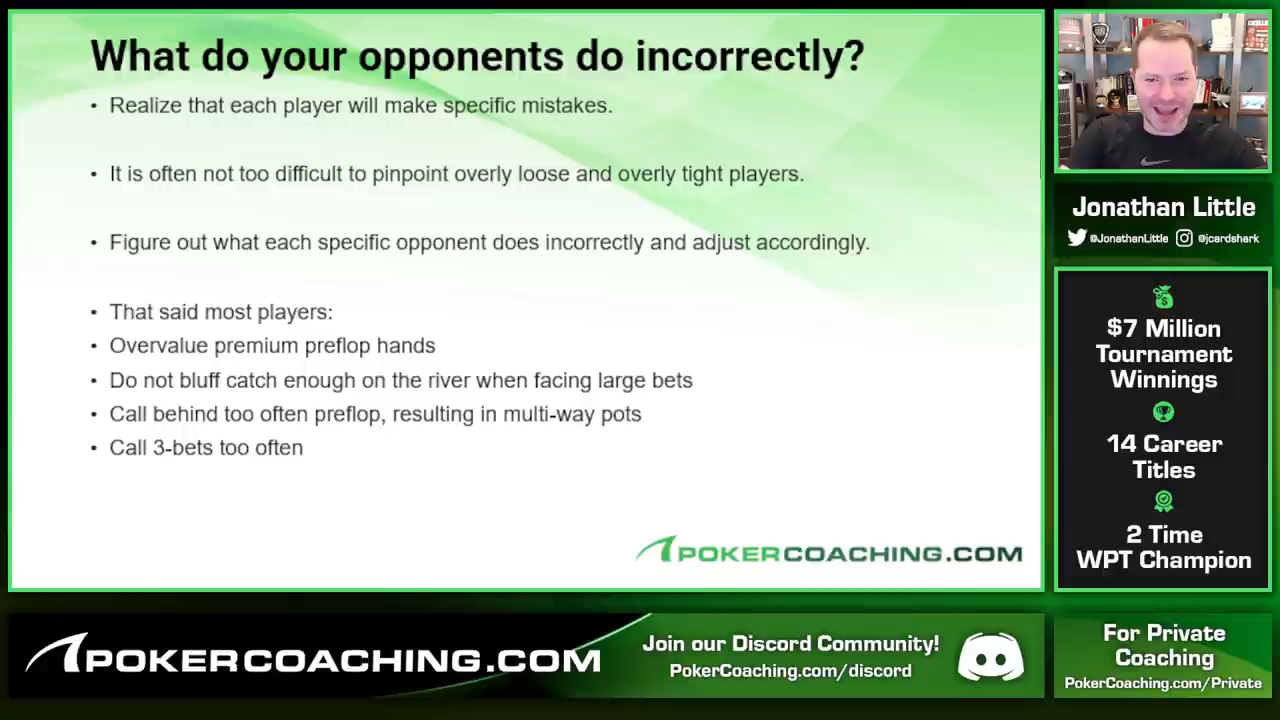 What do your opponents do incorrectly?
• Realize that each player will make specific mistakes.
• It is often not too difficult to pinpoint overly loose and overly tight players.
• Figure out what each specific opponent does incorrectly and adjust accordingly.
• That said most players:
• Overvalue premium preflop hands
• Do not bluff catch enough on the river when facing large bets
• Call behind too often preflop, resulting in multi-way pots
• Call 3-bets too often
POKERCOACHING.COM
Jonathan Little
@JonathanLittle @jcardshark
$7 Million
Tournament
Winnings
14 Career
Titles
2 Time
WPT Champion
POKERCOACHING.COM
Join our Discord Community!
PokerCoaching.com/discord
For Private
Coaching
PokerCoaching.com/Private